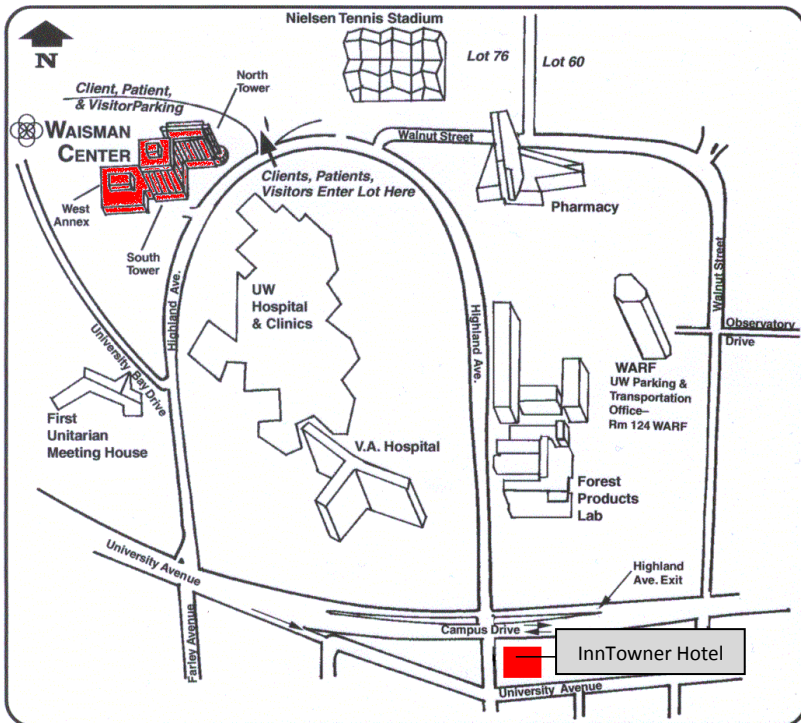 Nielsen Tennis Stadium
N
Lot 76
Lot 60
Client, Patient,
& VisitorParking
North
Tower
WAISMAN
CENTER
Walnut Street
Clients, Patients,
Visitors Enter Lot Here
West
Annex
Pharmacy
South
Tower
UW
Hospital
& Clinics
Highland Ave.
Highland Ave.
Walnut Street
Observatory
Drive
University Bay Drive
WARF
UW Parking &
Transportation
Office–
Rm 124 WARF
First
Unitarian
Meeting House
V.A. Hospital
Forest
Products
Lab
University Avenue
Highland
Ave. Exit
Campus Drive
InnTowner Hotel
Farley Avenue
University Avenue